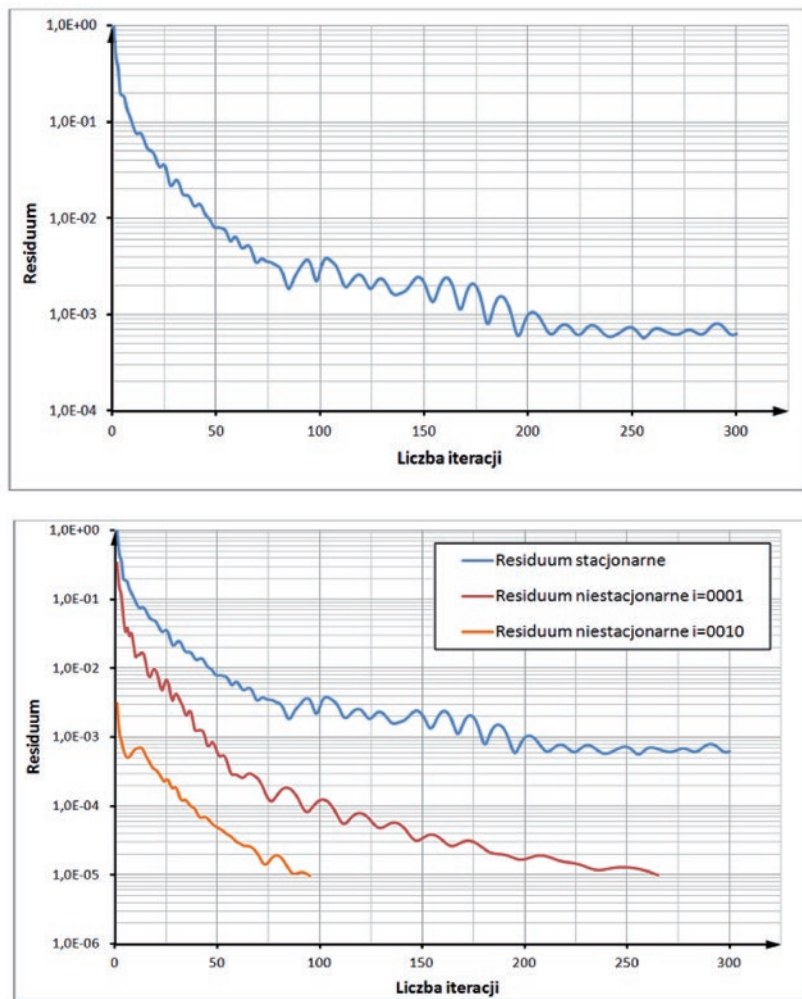 1,0E+00
1,0E-01
1,0E-02
1,0E-03
1,0E-04
Residuum
0 50 100 150 200 250 300
Liczba iteracji
1,0E+00
1,0E-01
1,0E-02
1,0E-03
1,0E-04
1,0E-05
1,0E-06
Residuum
Residuum stacjonarne
Residuum niestacjonarne i=0001
Residuum niestacjonarne i=0010
0 50 100 150 200 250 300
Liczba iteracji